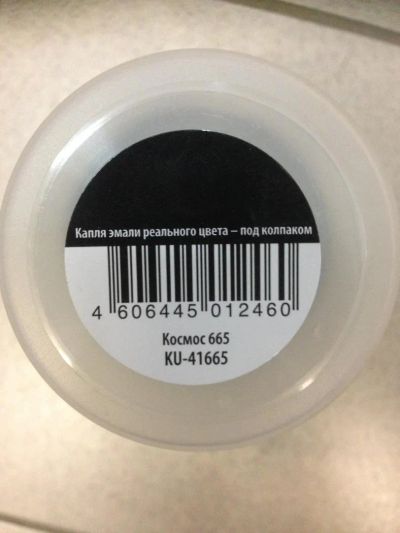 Капля эмали реального цвета – под колпаком
4 606445 012460
Космос 665
KU-41665